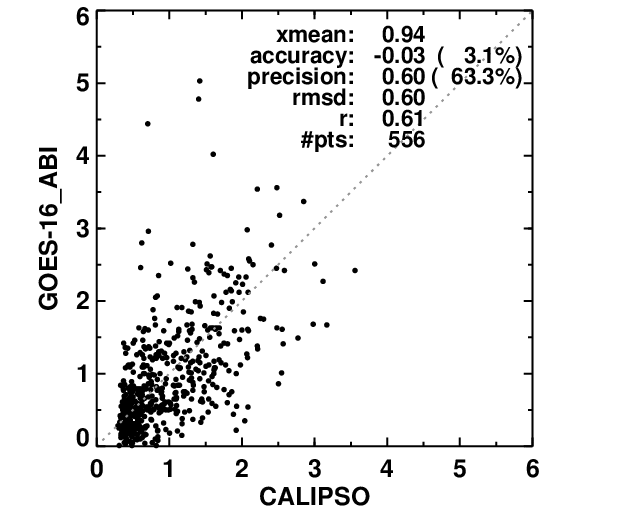 6
5
4
3
2
1
0
GOES-16_ABI
xmean: 0.94
accuracy: -0.03 ( 3.1%)
precision: 0.60 ( 63.3%)
rmsd: 0.60
r: 0.61
#pts: 556
0 1 2 3 4 5 6
CALIPSO